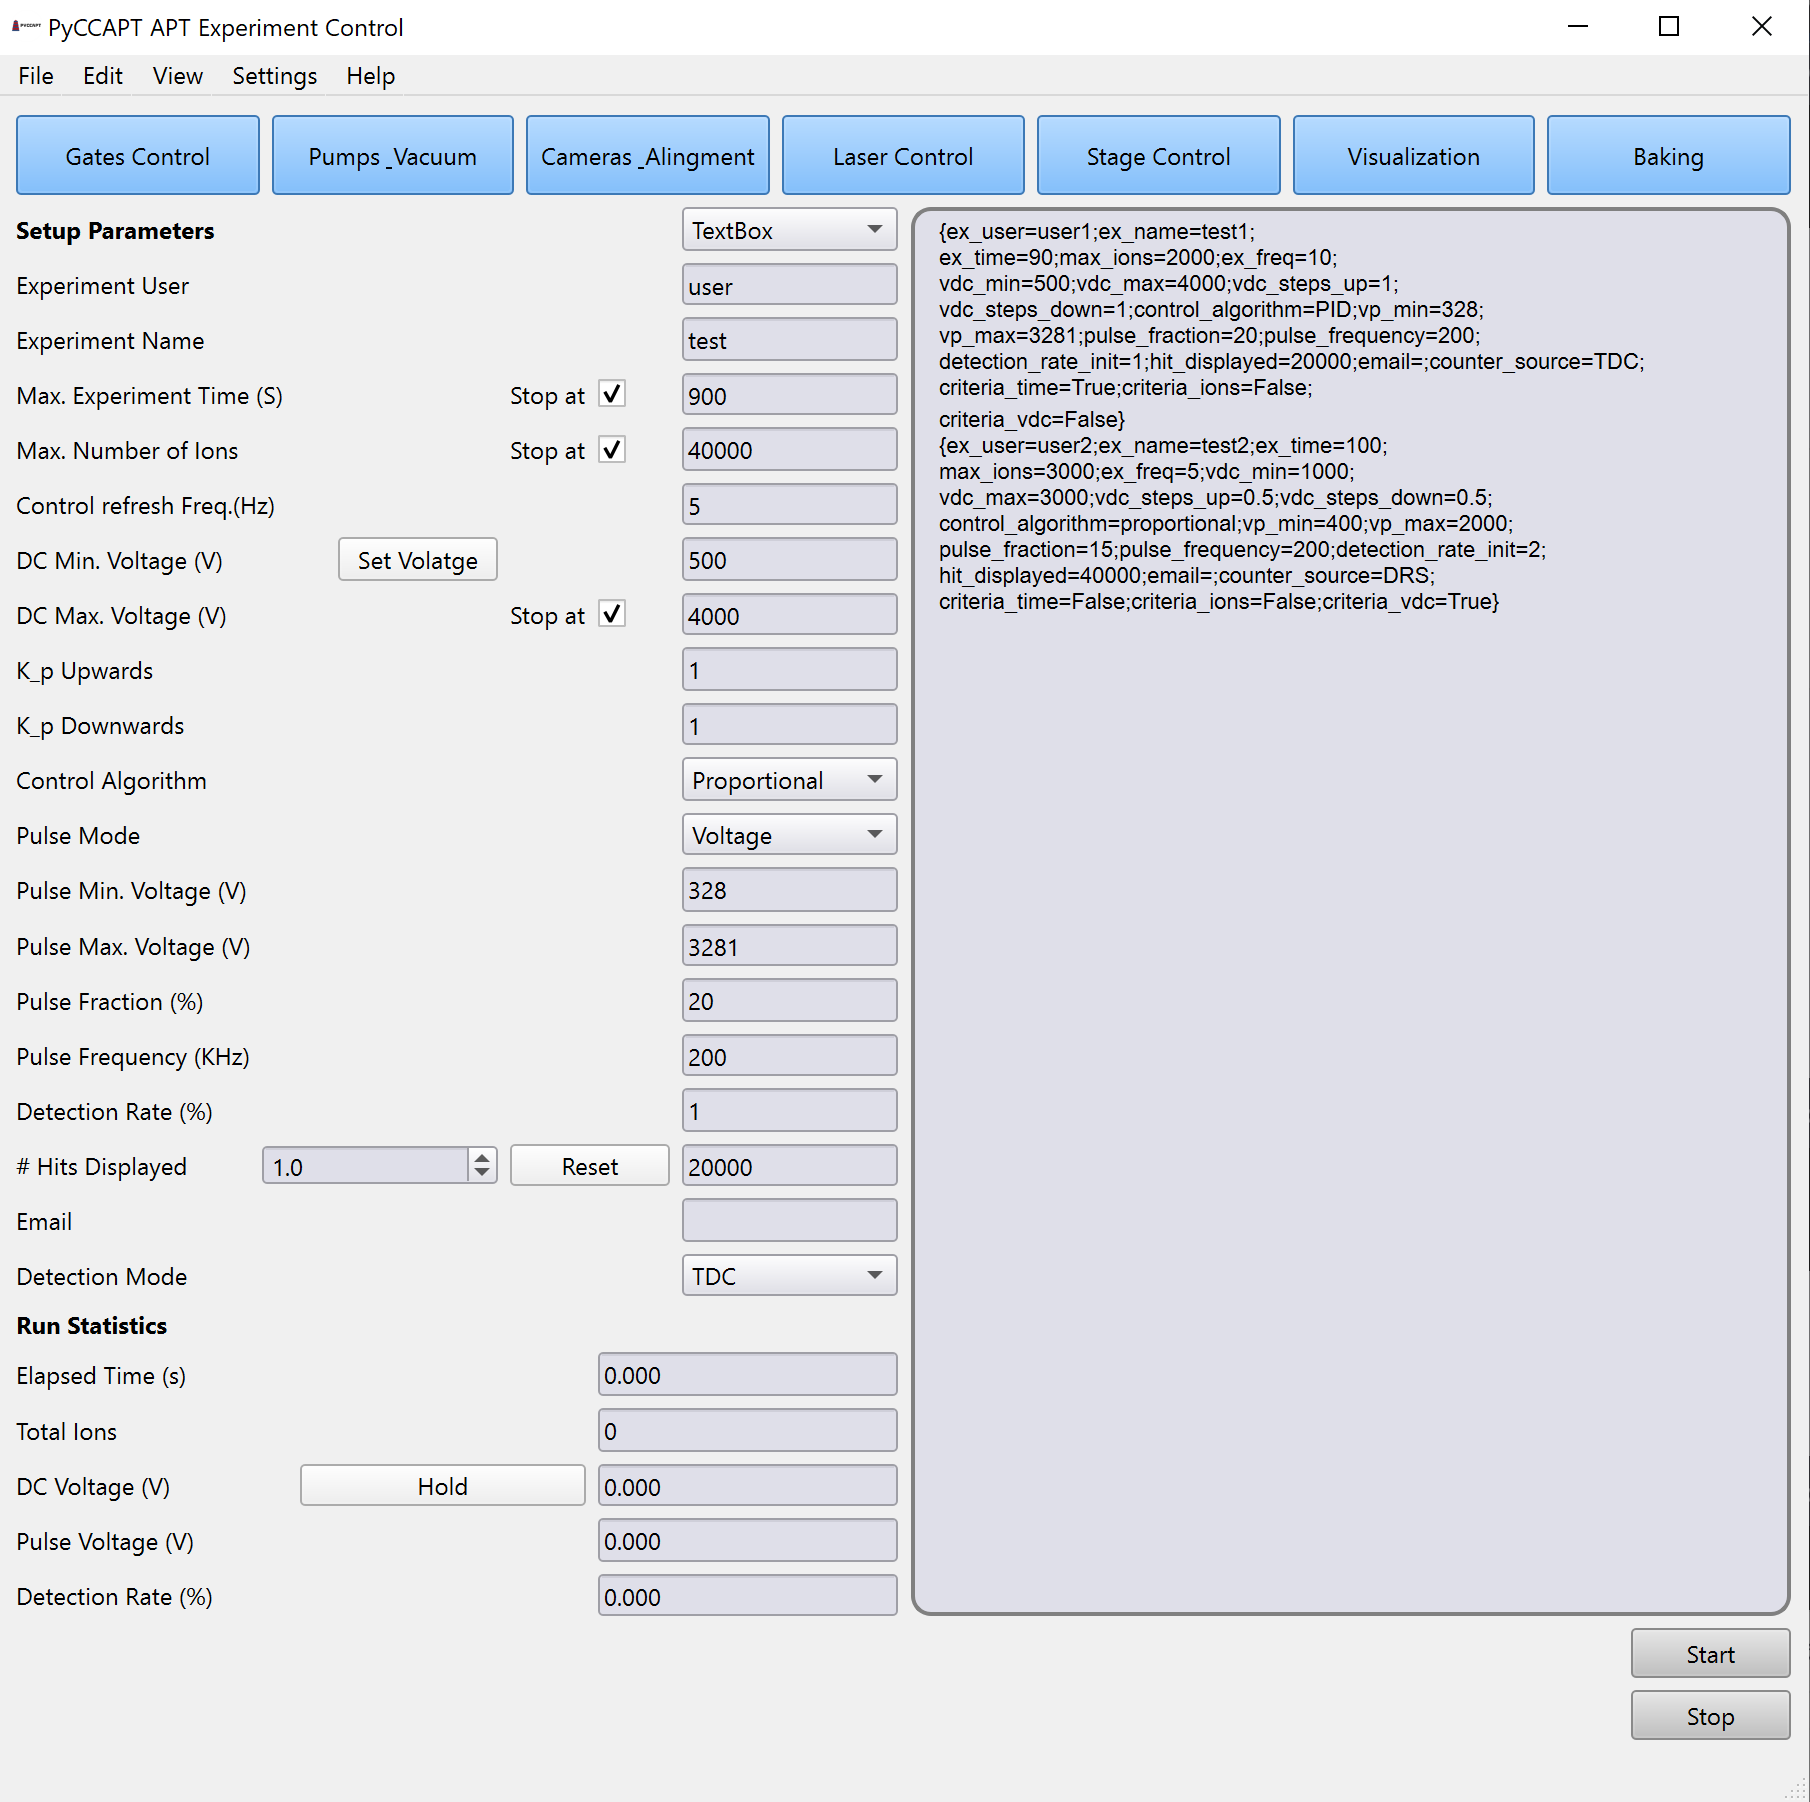 PyCCAPT APT Experiment Control
File Edit View Settings Help
Gates Control
Pumps_Vacuum
Cameras_Alingment
Laser Control
Stage Control
Visualization
Baking
Setup Parameters TextBox
Experiment User user
Experiment Name test
Max. Experiment Time (S) Stop at 900
Max. Number of Ions Stop at 40000
Control refresh Freq.(Hz) 5
DC Min. Voltage (V) Set Volatge 500
DC Max. Voltage (V) Stop at 4000
K_p Upwards 1
K_p Downwards 1
Control Algorithm Proportional
Pulse Mode Voltage
Pulse Min. Voltage (V) 328
Pulse Max. Voltage (V) 3281
Pulse Fraction (%) 20
Pulse Frequency (KHz) 200
Detection Rate (%) 1
# Hits Displayed 1.0 Reset 20000
Email
Detection Mode TDC
Run Statistics
Elapsed Time (s) 0.000
Total Ions 0
DC Voltage (V) Hold 0.000
Pulse Voltage (V) 0.000
Detection Rate (%) 0.000
{ex_user=user1;ex_name=test1;
ex_time=90;max_ions=2000;ex_freq=10;
vdc_min=500;vdc_max=4000;vdc_steps_up=1;
vdc_steps_down=1;control_algorithm=PID;vp_min=328;
vp_max=3281;pulse_fraction=20;pulse_frequency=200;
detection_rate_init=1;hit_displayed=20000;email=;counter_source=TDC;
criteria_time=True;criteria_ions=False;
criteria_vdc=False}
{ex_user=user2;ex_name=test2;ex_time=100;
max_ions=3000;ex_freq=5;vdc_min=1000;
vdc_max=3000;vdc_steps_up=0.5;vdc_steps_down=0.5;
control_algorithm=proportional;vp_min=400;vp_max=2000;
pulse_fraction=15;pulse_frequency=200;detection_rate_init=2;
hit_displayed=40000;email=;counter_source=DRS;
criteria_time=False;criteria_ions=False;criteria_vdc=True}
Start
Stop